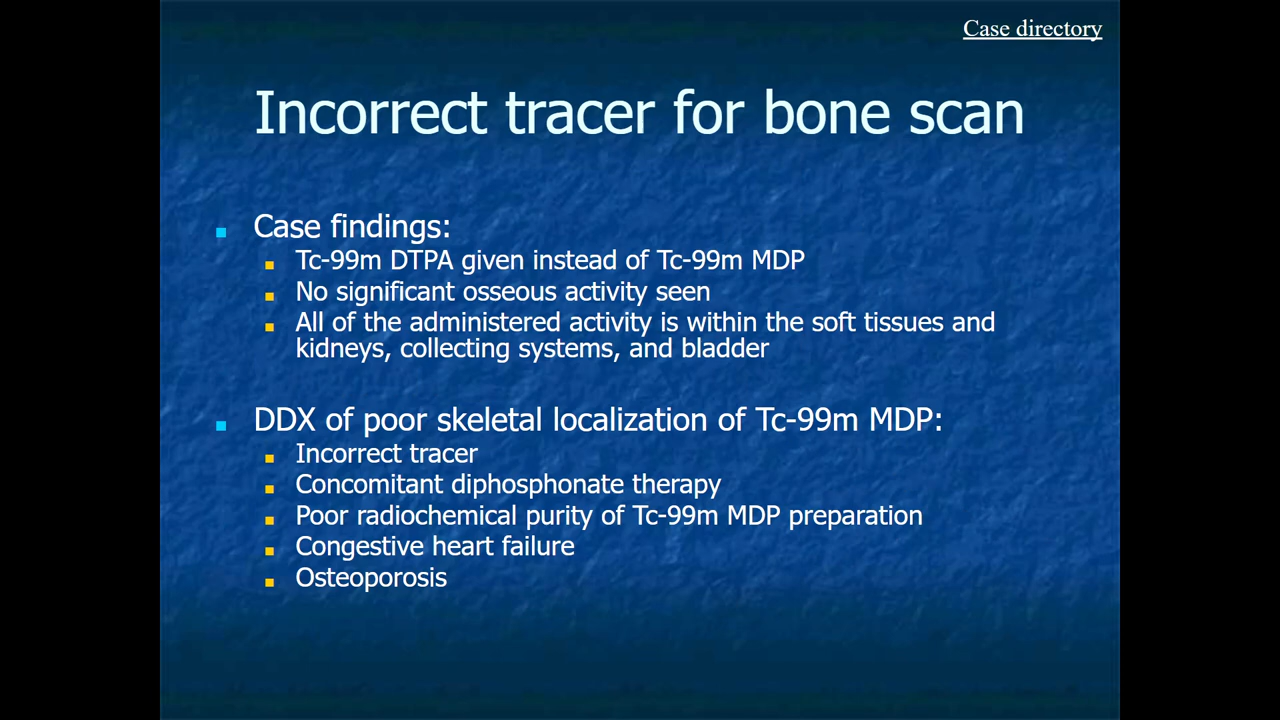 Case directory
Incorrect tracer for bone scan
Case findings:
Tc-99m DTPA given instead of Tc-99m MDP
No significant osseous activity seen
All of the administered activity is within the soft tissues and
kidneys, collecting systems, and bladder
DDX of poor skeletal localization of Tc-99m MDP:
Incorrect tracer
Concomitant diphosphonate therapy
Poor radiochemical purity of Tc-99m MDP preparation
Congestive heart failure
Osteoporosis